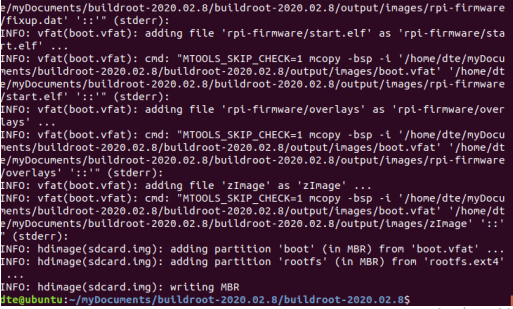 e/myDocuments/buildroot-2020.02.8/buildroot-2020.02.8/output/images/rpi-firmware
/fixup.dat' '::'" (stderr):
INFO: vfat(boot.vfat): adding file 'rpi-firmware/start.elf' as 'rpi-firmware/sta
rt.elf' ...
INFO: vfat(boot.vfat): cmd: "MTOOLS_SKIP_CHECK=1 mcopy -bsp -i '/home/dte/myDocu
ments/buildroot-2020.02.8/buildroot-2020.02.8/output/images/boot.vfat' '/home/dt
e/myDocuments/buildroot-2020.02.8/buildroot-2020.02.8/output/images/rpi-firmware
/start.elf' '::'" (stderr):
INFO: vfat(boot.vfat): adding file 'rpi-firmware/overlays' as 'rpi-firmware/over
lays' ...
INFO: vfat(boot.vfat): cmd: "MTOOLS_SKIP_CHECK=1 mcopy -bsp -i '/home/dte/myDocu
ments/buildroot-2020.02.8/buildroot-2020.02.8/output/images/boot.vfat' '/home/dt
e/myDocuments/buildroot-2020.02.8/buildroot-2020.02.8/output/images/rpi-firmware
/overlays' '::'" (stderr):
INFO: vfat(boot.vfat): adding file 'zImage' as 'zImage' ...
INFO: vfat(boot.vfat): cmd: "MTOOLS_SKIP_CHECK=1 mcopy -bsp -i '/home/dte/myDocu
ments/buildroot-2020.02.8/buildroot-2020.02.8/output/images/boot.vfat' '/home/dt
e/myDocuments/buildroot-2020.02.8/buildroot-2020.02.8/output/images/zImage' '::'
" (stderr):
INFO: hdimage(sdcard.img): adding partition 'boot' (in MBR) from 'boot.vfat' ...
INFO: hdimage(sdcard.img): adding partition 'rootfs' (in MBR) from 'rootfs.ext4'
 ...
INFO: hdimage(sdcard.img): writing MBR
dte@ubuntu:~/myDocuments/buildroot-2020.02.8/buildroot-2020.02.8$